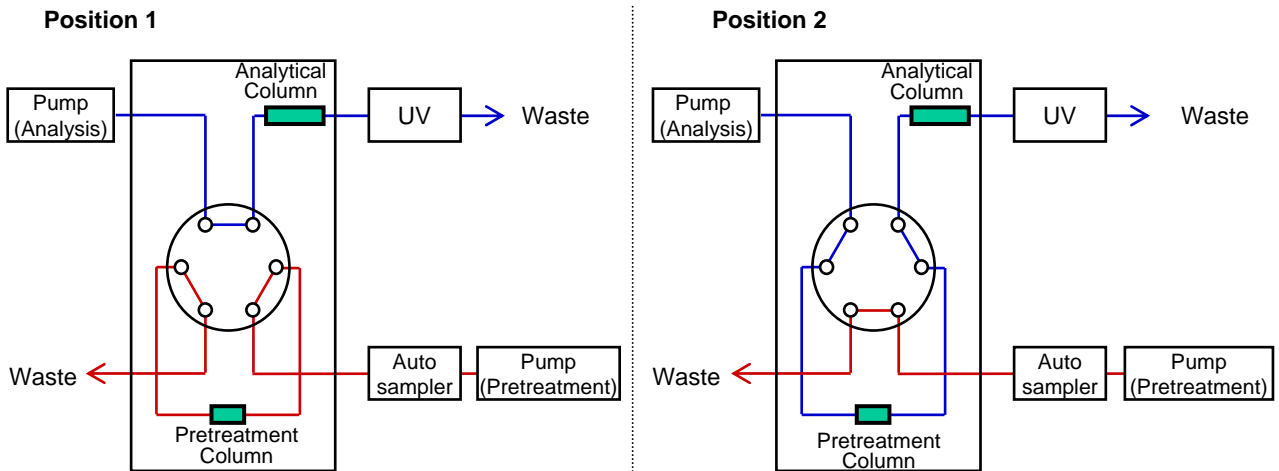 Position 1
Analytical
Column
Pump
(Analysis)
UV
Waste
Waste
Auto
sampler
Pump
(Pretreatment)
Pretreatment
Column
Position 2
Analytical
Column
Pump
(Analysis)
UV
Waste
Waste
Auto
sampler
Pump
(Pretreatment)
Pretreatment
Column